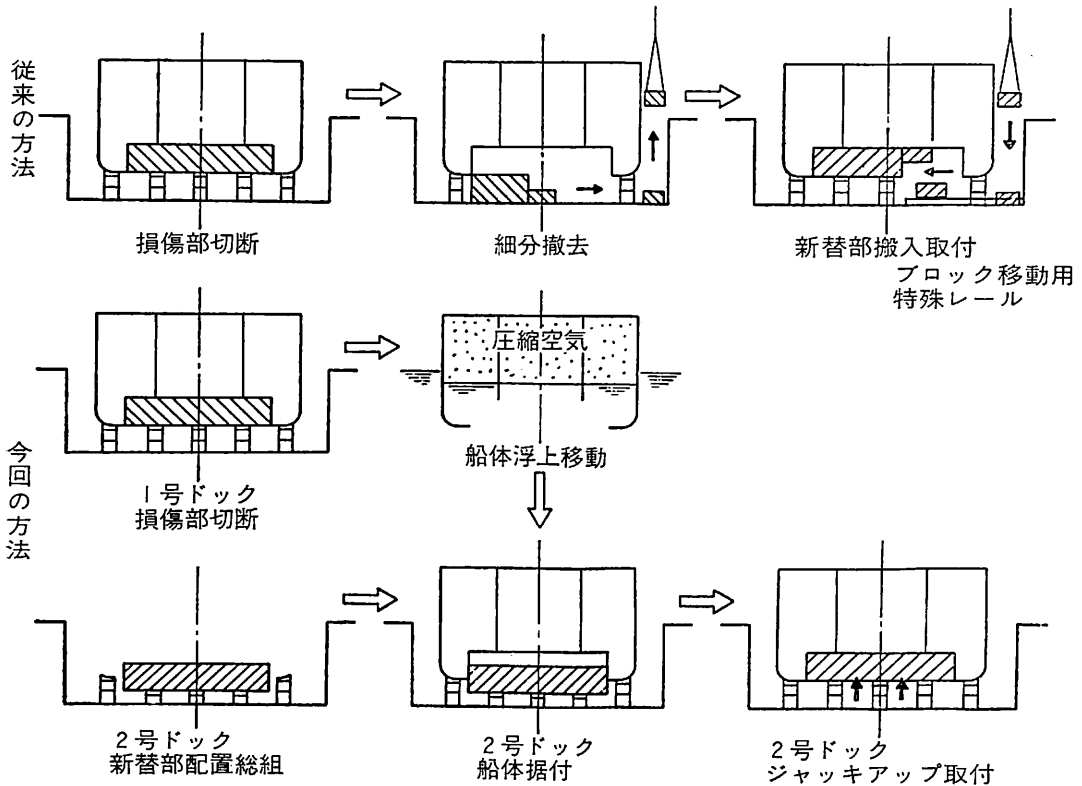 従来の方法
損傷部切断
細分撤去
新替部搬入取付
ブロック移動用
特殊レール
今回の方法
1号ドック
損傷部切断
圧縮空気
船体浮上移動
2号ドック
新替部配置総組
2号ドック
船体据付
2号ドック
ジャッキアップ取付